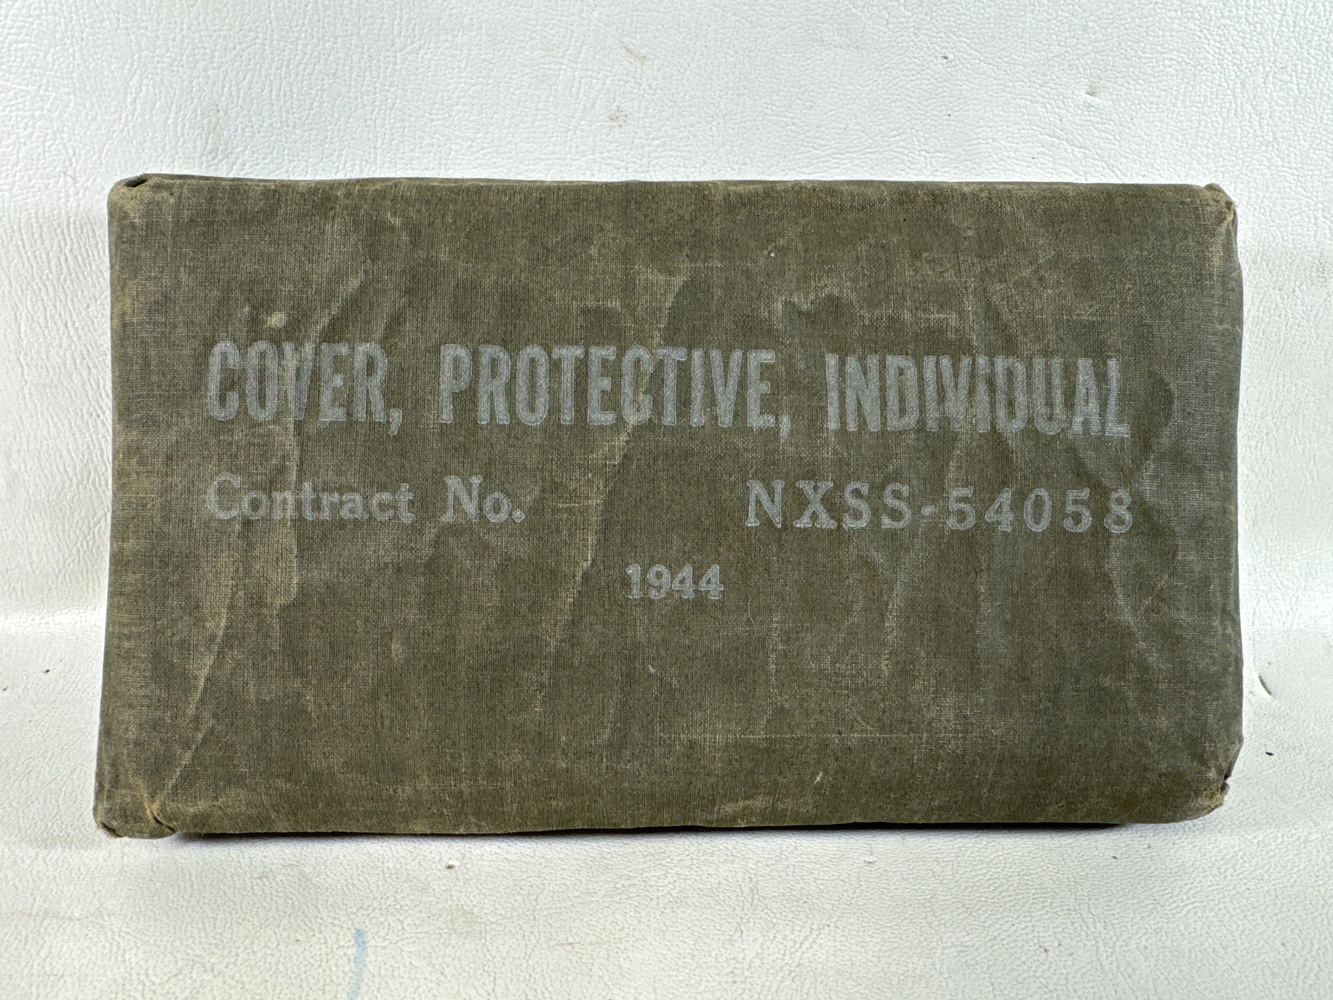 COVER, PROTECTIVE, INDIVIDUAL
Contract No. NXSS-54058
1944